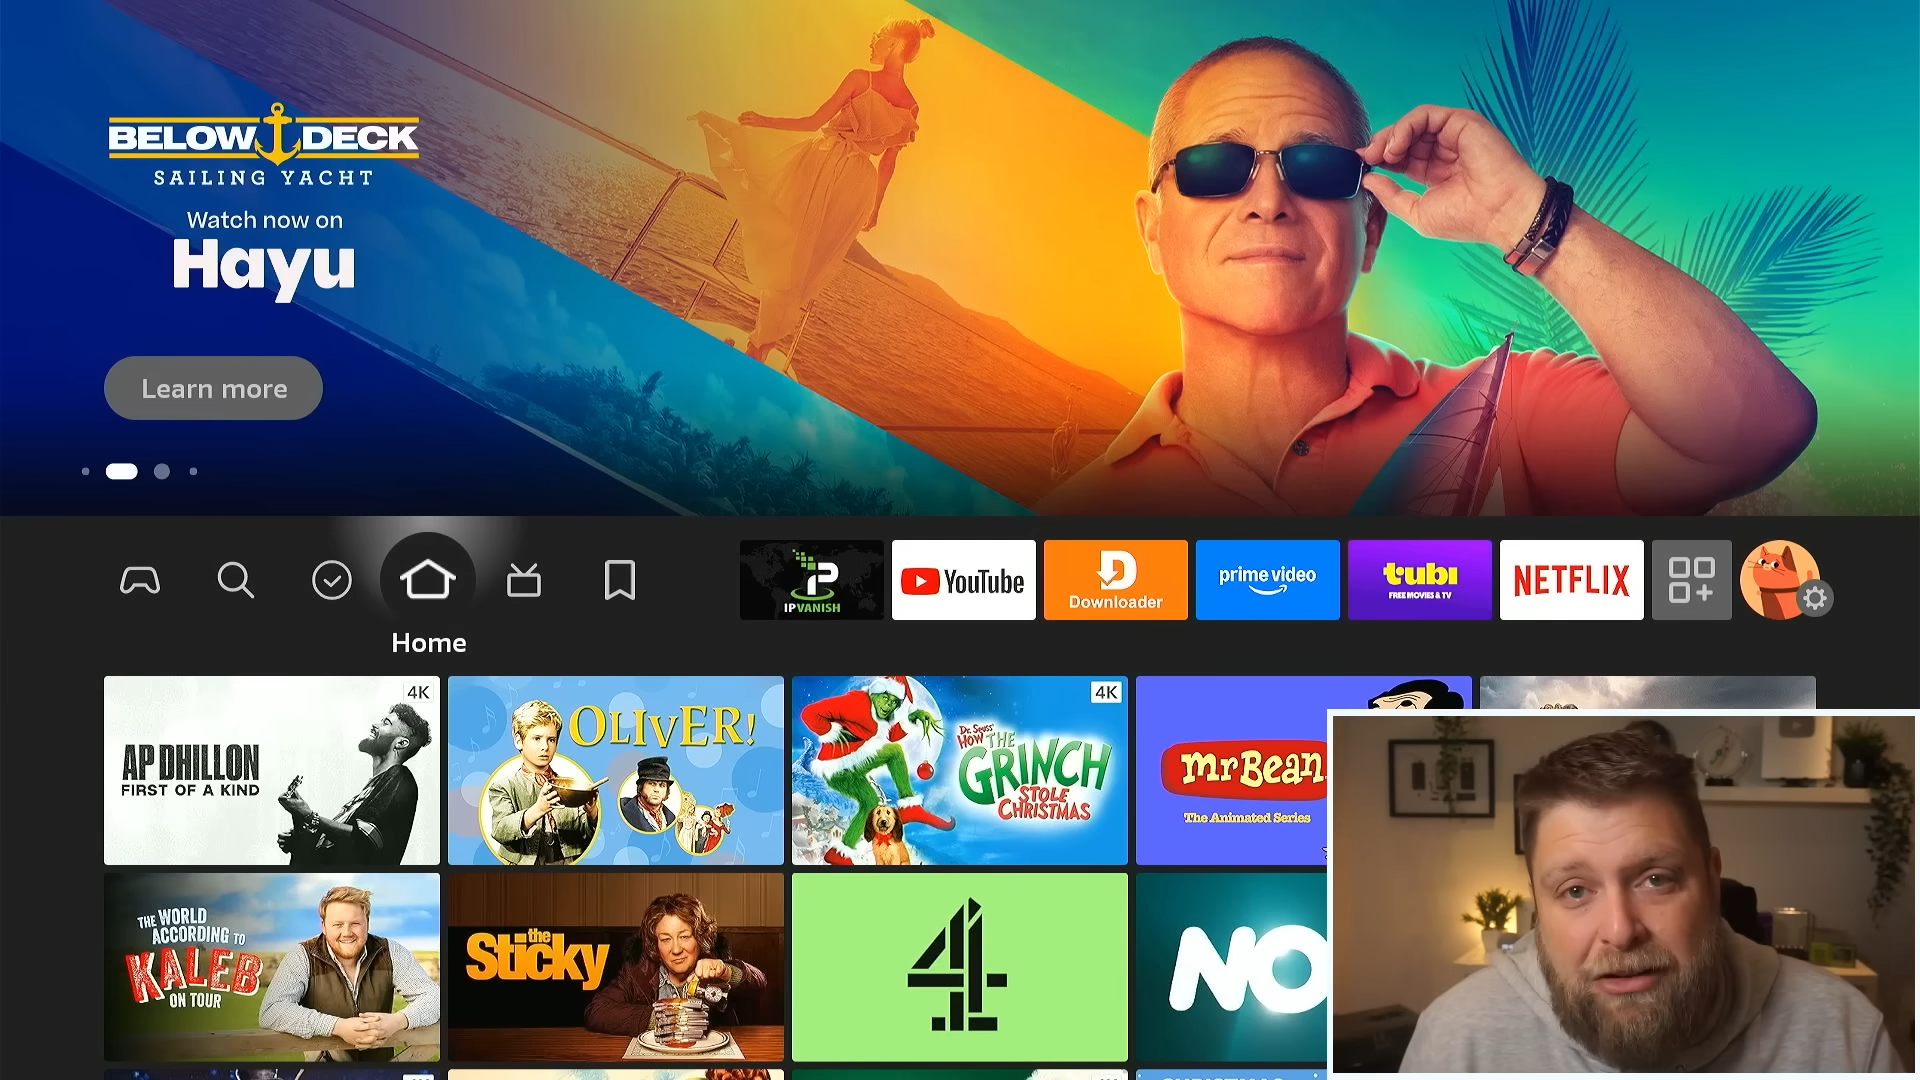 BELOW DECK
SAILING YACHT
Watch now on
Hayu
Learn more
IPVANISH
YouTube
Downloader
prime video
tubi
FREE MOVIES & TV
NETFLIX
Home
AP DHILLON
FIRST OF A KIND
4K
OLIVER!
4K
Dr. Seuss'
HOW THE
GRINCH
STOLE
CHRISTMAS
mr Bean
The Animated Series
THE WORLD
ACCORDING TO
KALEB
ON TOUR
the
Sticky
4
NO